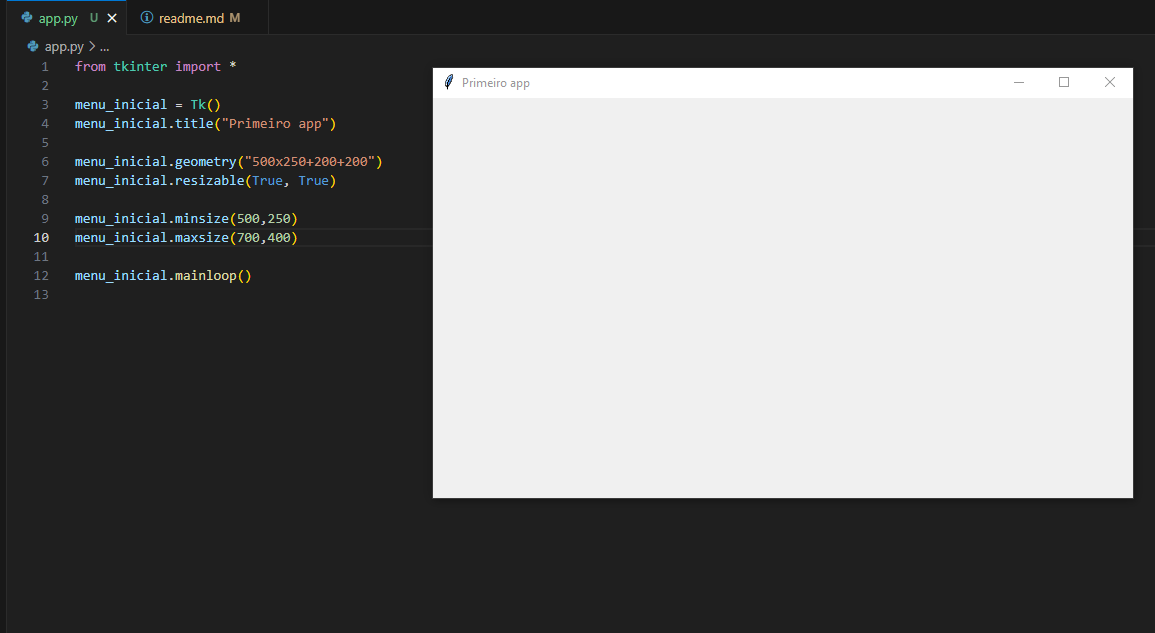 app.py U readme.md M
app.py > ...
1 from tkinter import *
2
3 menu_inicial = Tk()
4 menu_inicial.title("Primeiro app")
5
6 menu_inicial.geometry("500x250+200+200")
7 menu_inicial.resizable(True, True)
8
9 menu_inicial.minsize(500,250)
10 menu_inicial.maxsize(700,400)
11
12 menu_inicial.mainloop()
13
Primeiro app